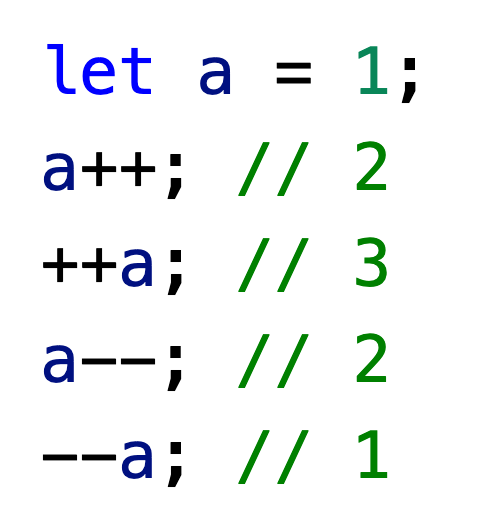 let a = 1;
a++; // 2
++a; // 3
a--; // 2
--a; // 1